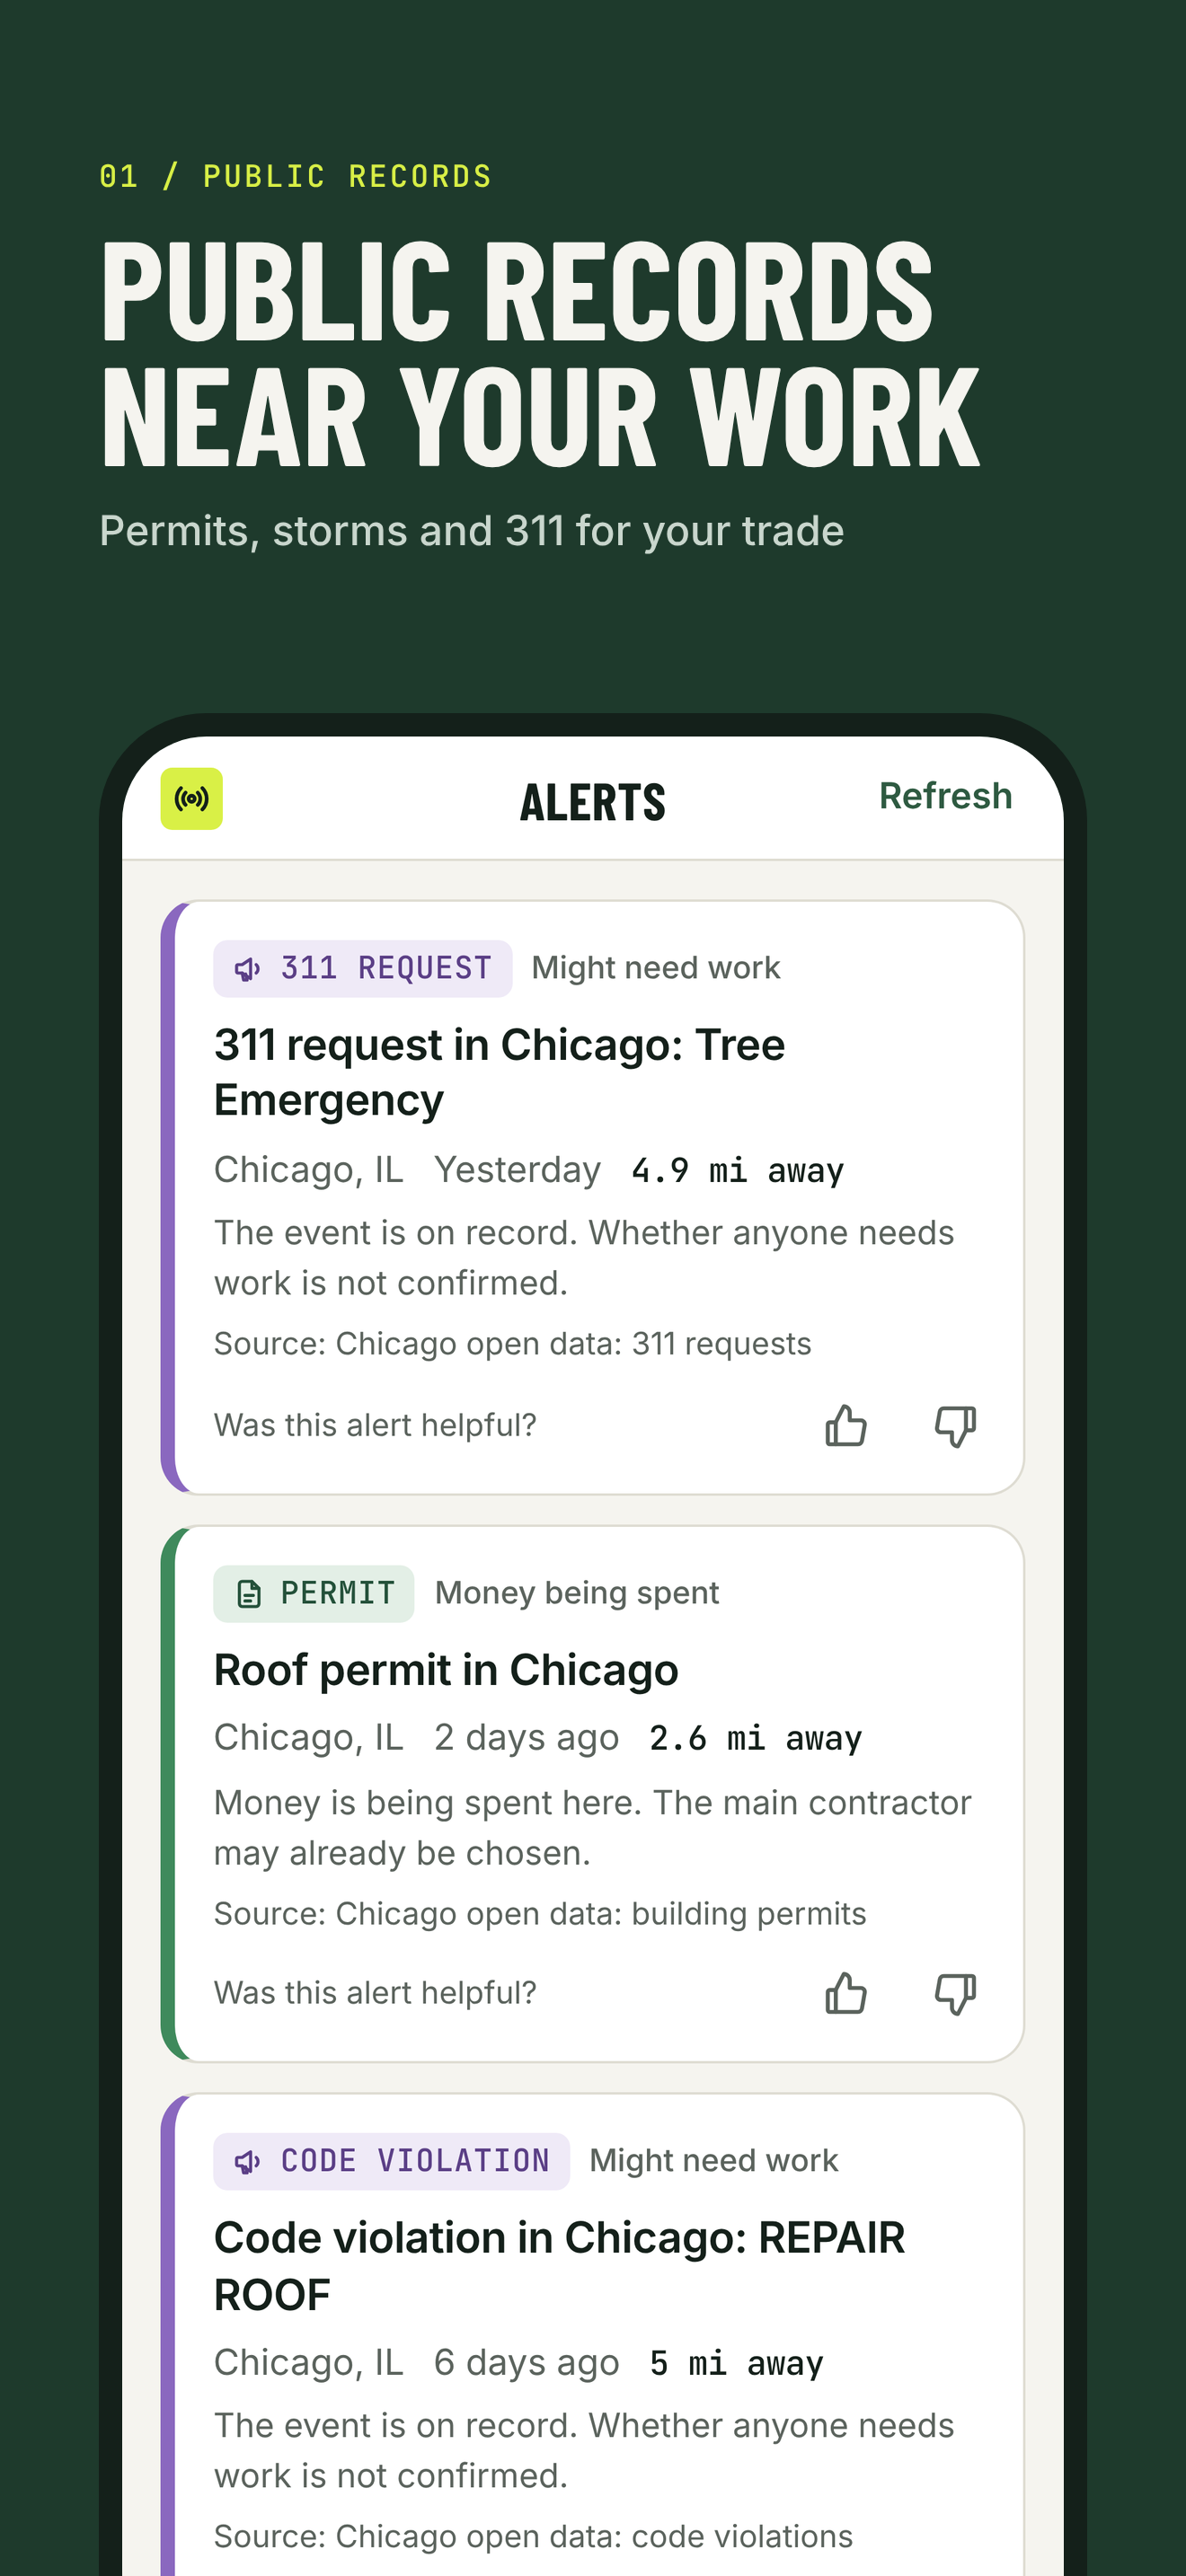 01 / PUBLIC RECORDS
PUBLIC RECORDS
NEAR YOUR WORK
Permits, storms and 311 for your trade
ALERTS
Refresh
311 REQUEST Might need work
311 request in Chicago: Tree
Emergency
Chicago, IL Yesterday 4.9 mi away
The event is on record. Whether anyone needs
work is not confirmed.
Source: Chicago open data: 311 requests
Was this alert helpful?
PERMIT Money being spent
Roof permit in Chicago
Chicago, IL 2 days ago 2.6 mi away
Money is being spent here. The main contractor
may already be chosen.
Source: Chicago open data: building permits
Was this alert helpful?
CODE VIOLATION Might need work
Code violation in Chicago: REPAIR
ROOF
Chicago, IL 6 days ago 5 mi away
The event is on record. Whether anyone needs
work is not confirmed.
Source: Chicago open data: code violations